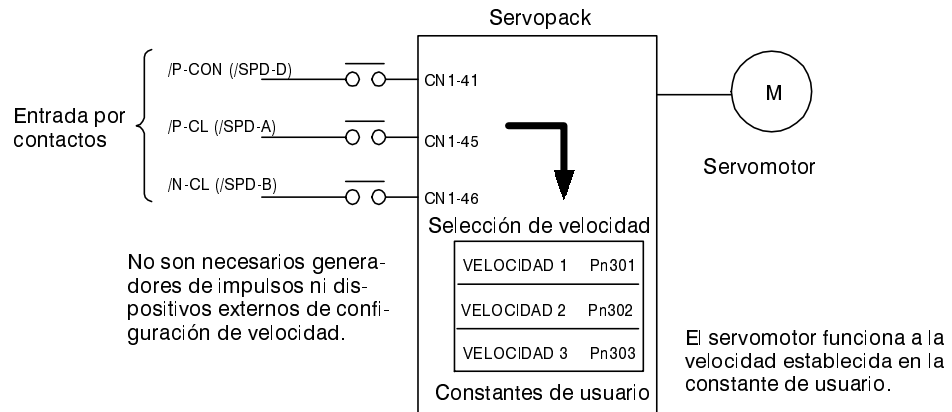 Servopack
/P-CON (/SPD-D)
CN1-41
M
Entrada por
contactos
/P-CL (/SPD-A)
CN1-45
Servomotor
/N-CL (/SPD-B)
CN1-46
Selección de velocidad
No son necesarios genera-
dores de impulsos ni dis-
positivos externos de confi-
guración de velocidad.
VELOCIDAD 1 Pn301
VELOCIDAD 2 Pn302
VELOCIDAD 3 Pn303
Constantes de usuario
El servomotor funciona a la
velocidad establecida en la
constante de usuario.